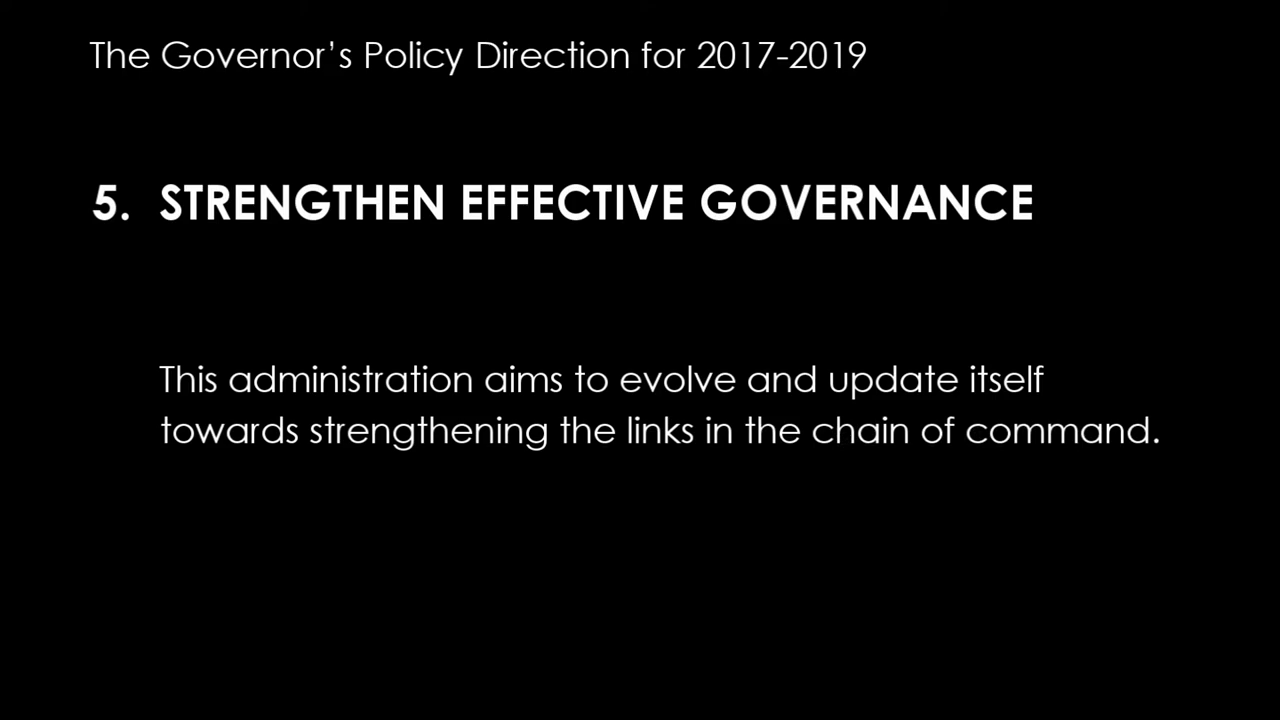 The Governor’s Policy Direction for 2017-2019
5. STRENGTHEN EFFECTIVE GOVERNANCE
This administration aims to evolve and update itself
towards strengthening the links in the chain of command.